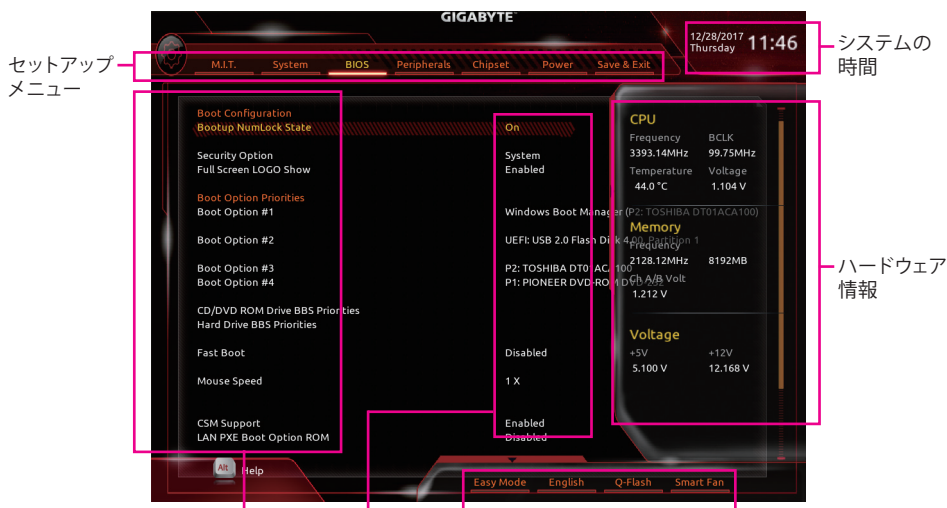 GIGABYTE
12/28/2017
Thursday
11:46
システムの
時間
セットアップ
メニュー
M.I.T. System BIOS Peripherals Chipset Power Save & Exit
Boot Configuration
Bootup NumLock State On
Security Option System
Full Screen LOGO Show Enabled
Boot Option Priorities
Boot Option #1 Windows Boot Manager (P2: TOSHIBA DT01ACA100)
Boot Option #2 UEFI: USB 2.0 Flash Disk 4.00, Partition 1
Boot Option #3 P2: TOSHIBA DT01ACA100
Boot Option #4 P1: PIONEER DVD-ROM DVD-232
CD/DVD ROM Drive BBS Priorities
Hard Drive BBS Priorities
Fast Boot Disabled
Mouse Speed 1 X
CSM Support Enabled
LAN PXE Boot Option ROM Disabled
CPU
Frequency BCLK
3393.14MHz 99.75MHz
Temperature Voltage
44.0 °C 1.104 V
Memory
Frequency
2128.12MHz 8192MB
Ch A/B Volt
1.212 V
Voltage
+5V +12V
5.100 V 12.168 V
ハードウェア
情報
Alt Help
Easy Mode English Q-Flash Smart Fan